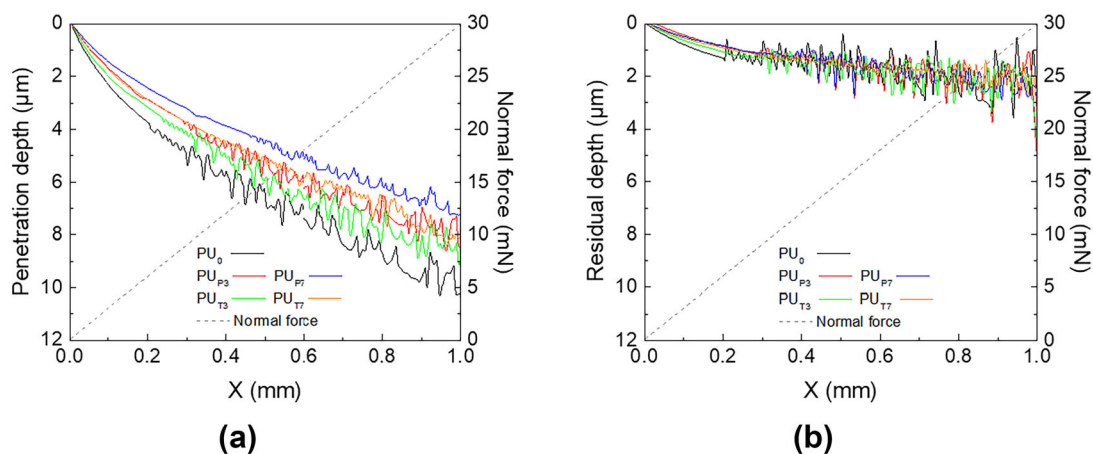 0
2
4
6
8
10
12
Penetration depth (µm)
30
25
20
15
10
5
0
Normal force (mN)
PU0
PUP3 PUP7
PUT3 PUT7
Normal force
0.0 0.2 0.4 0.6 0.8 1.0
X (mm)
(a)
0
2
4
6
8
10
12
Residual depth (µm)
30
25
20
15
10
5
0
Normal force (mN)
PU0
PUP3 PUP7
PUT3 PUT7
Normal force
0.0 0.2 0.4 0.6 0.8 1.0
X (mm)
(b)